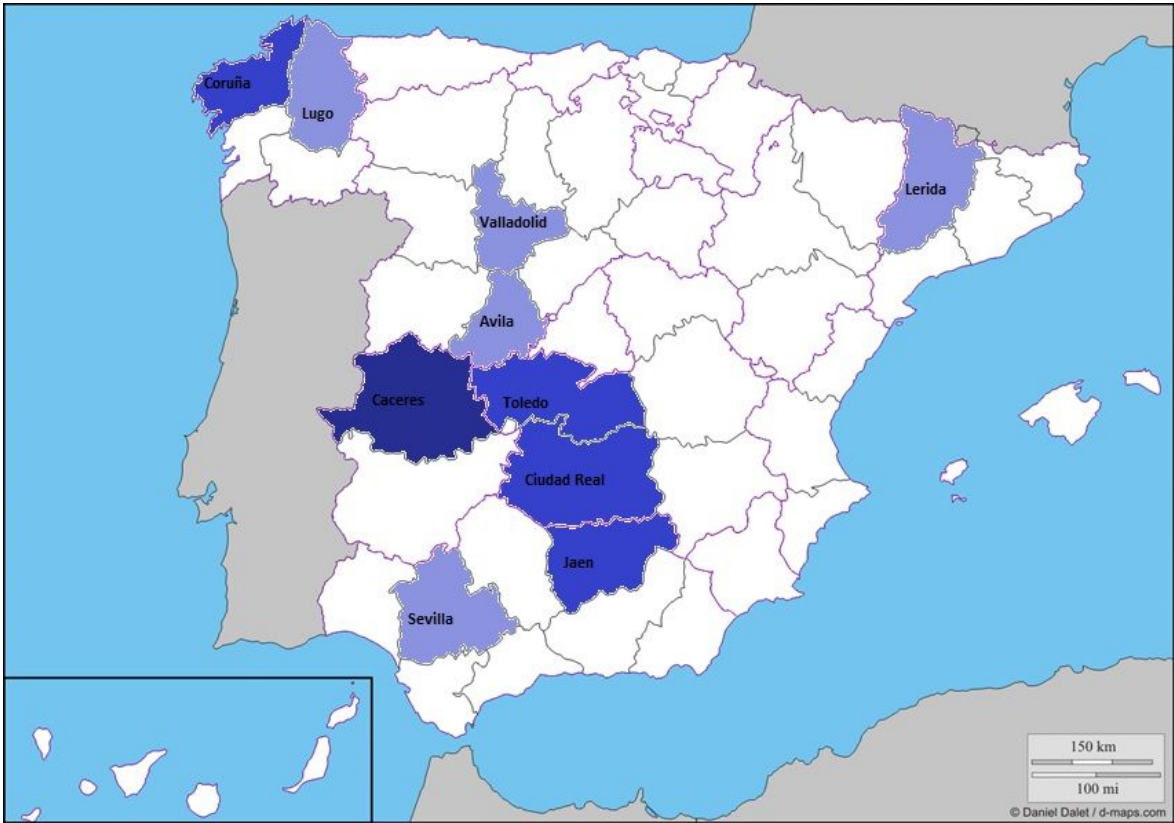 Coruña
Lugo
Lerida
Valladolid
Avila
Caceres
Toledo
Ciudad Real
Jaen
Sevilla
150 km
100 mi
© Daniel Dalet / d-maps.com